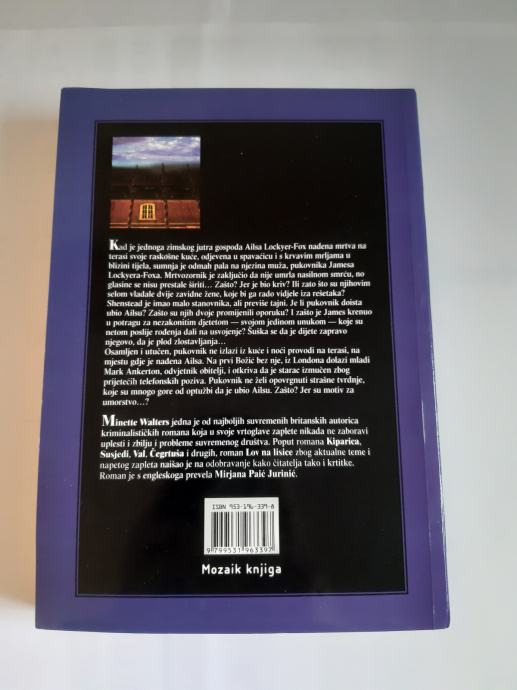 Kad je jednoga zimskog jutra gospođa Ailsa Lockyer-Fox nađena mrtva na
terasi svoje raskošne kuće, odjevena u spavaćicu i s krvavim mrljama u
blizini tijela, sumnja je odmah pala na njezina muža, pukovnika Jamesa
Lockyera-Foxa. Mrtvozornik je zaključio da nije umrla nasilnom smrću, no
glasine se nisu prestale širiti... Zašto? Jer je bio kriv? Ili zato što su njihovim
selom vladale dvije zavidne žene, koje bi ga rado vidjele iza rešetaka?
Shenstead je imao malo stanovnika, ali previše tajni. Je li pukovnik doista
ubio Ailsu? Zašto su njih dvoje promijenili oporuku? I zašto je James krenuo
u potragu za nezakonitim djetetom — svojom jedinom unukom — koje su
netom poslije rođenja dali na usvojenje? Šuška se da je dijete zapravo
njegovo, da je plod zlostavljanja...
Osamljen i utučen, pukovnik ne izlazi iz kuće i noći provodi na terasi, na
mjestu gdje je nađena Ailsa. Na prvi Božić bez nje, iz Londona dolazi mladi
Mark Ankerton, odvjetnik obitelji, i otkriva da je starac izmučen zbog
prijetećih telefonskih poziva. Pukovnik ne želi opovrgnuti strašne tvrdnje,
koje su mnogo gore od optužbi da je ubio Ailsu. Zašto? Jer su motiv za
umorstvo...?
Minette Walters jedna je od najboljih suvremenih britanskih autorica
kriminalističkih romana koja u svoje vrtoglave zaplete nikada ne zaboravi
uplesti i zbilju i probleme suvremenog društva. Poput romana Kiparica,
Susjedi, Val, Čegrtuša i drugih, roman Lov na lisice zbog aktualne teme i
napetog zapleta naišao je na odobravanje kako čitatelja tako i krtitke.
Roman je s engleskoga prevela Mirjana Paić Jurinić.
ISBN 953-196-339-0
9 799531 963392
Mozaik knjiga